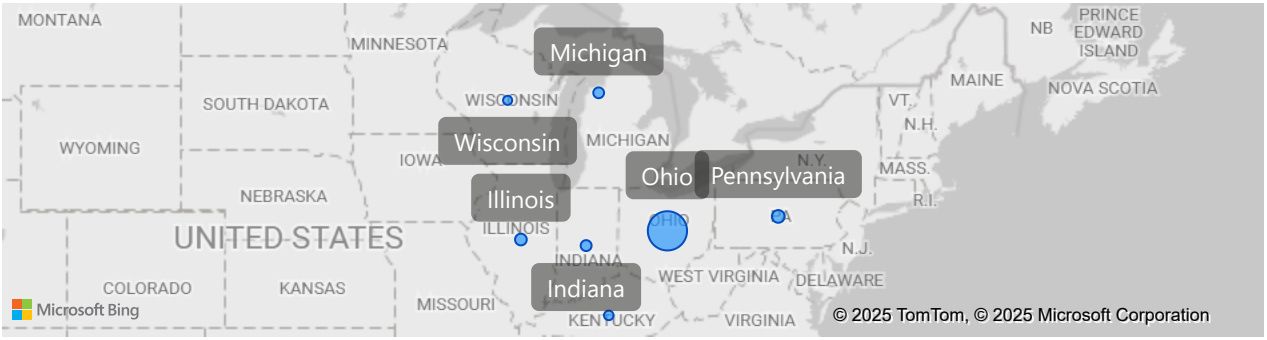 MONTANA
MINNESOTA
PRINCE
EDWARD
ISLAND
NB
Michigan
WISCONSIN
MAINE
NOVA SCOTIA
SOUTH DAKOTA
VT.
N.H.
Wisconsin
MICHIGAN
WYOMING
IOWA
N.Y.
MASS.
Ohio
Pennsylvania
NEBRASKA
Illinois
R.I.
ILLINOIS
OHIO
PA
UNITED STATES
N.J.
INDIANA
WEST VIRGINIA
DELAWARE
COLORADO
KANSAS
Indiana
MISSOURI
Microsoft Bing
KENTUCKY
VIRGINIA
© 2025 TomTom, © 2025 Microsoft Corporation